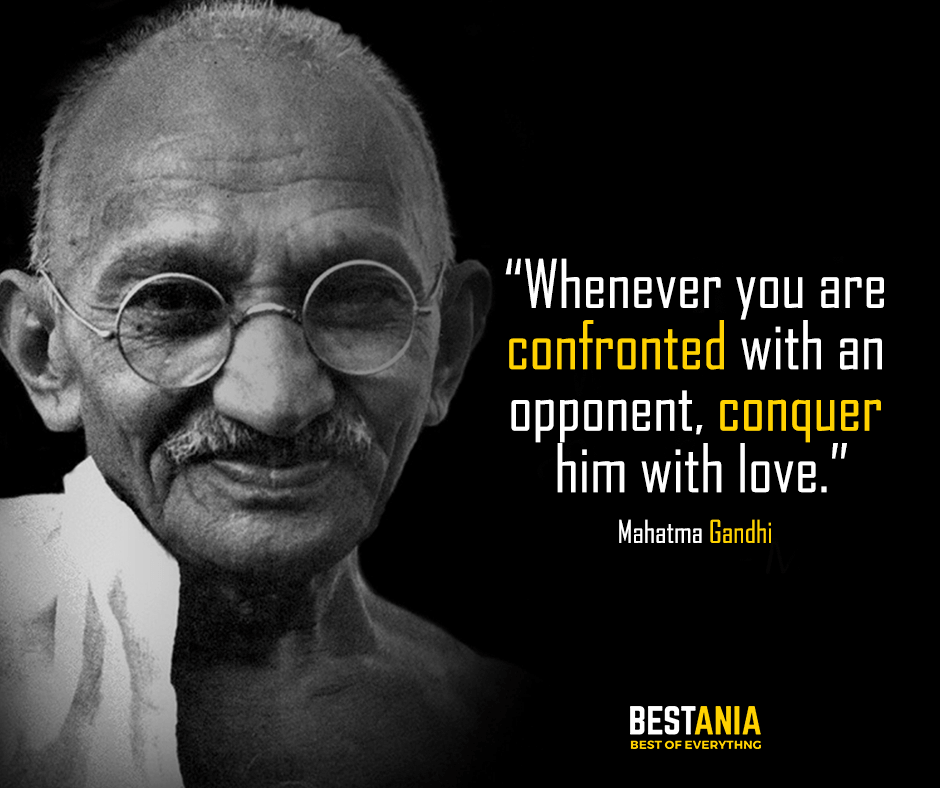 “Whenever you are
confronted with an
opponent, conquer
him with love.”
Mahatma Gandhi
BESTANIA
BEST OF EVERYTHNG